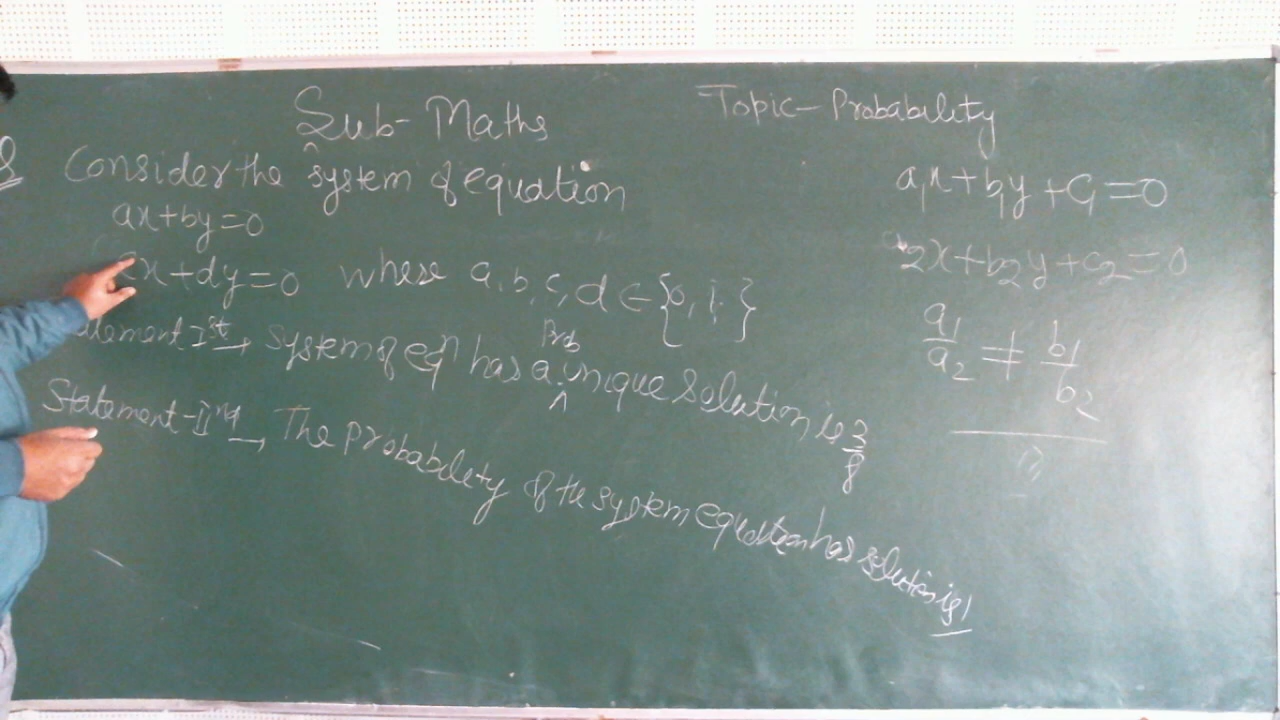 Sub- Maths
Topic- Probability
Q Consider the system of equation
ax+by=0
cx+dy=0 where a,b,c,d ∈ {0,1}
Statement Ist → system of eqn has a Prob unique solution is 3/8
Statement-IInd → The probability of the system equation has solution is 1
a1x+b1y+c1=0
a2x+b2y+c2=0
a1/a2 ≠ b1/b2